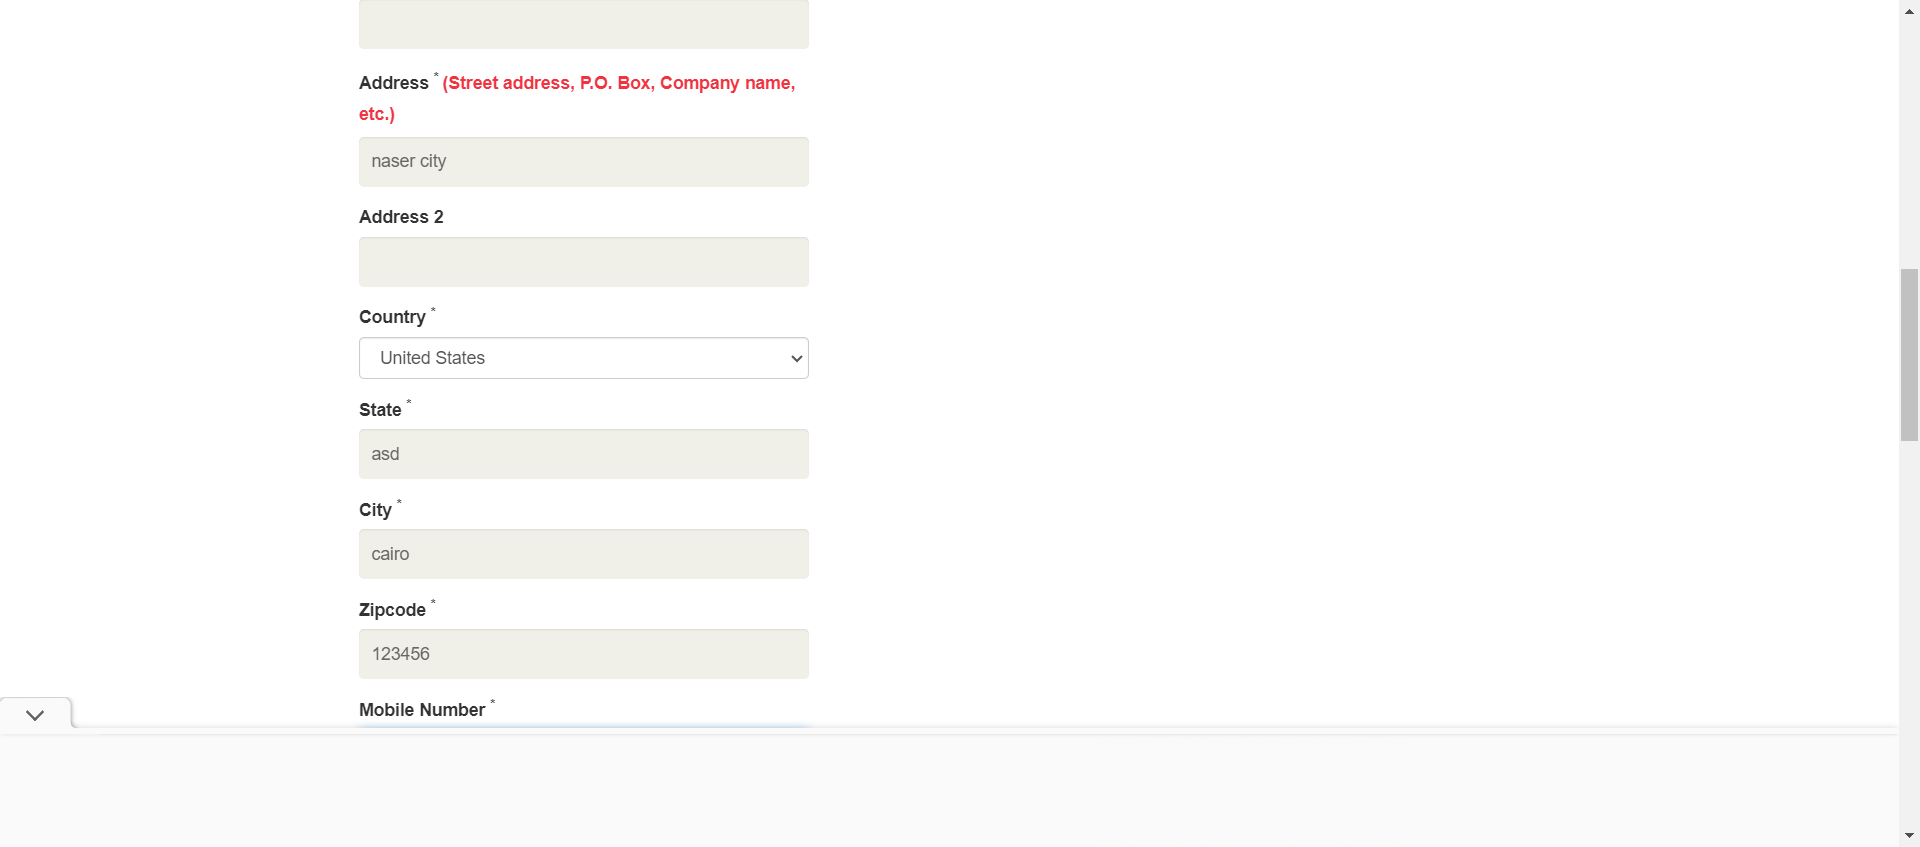 Address * (Street address, P.O. Box, Company name,
etc.)
naser city
Address 2
Country *
United States
State *
asd
City *
cairo
Zipcode *
123456
Mobile Number *